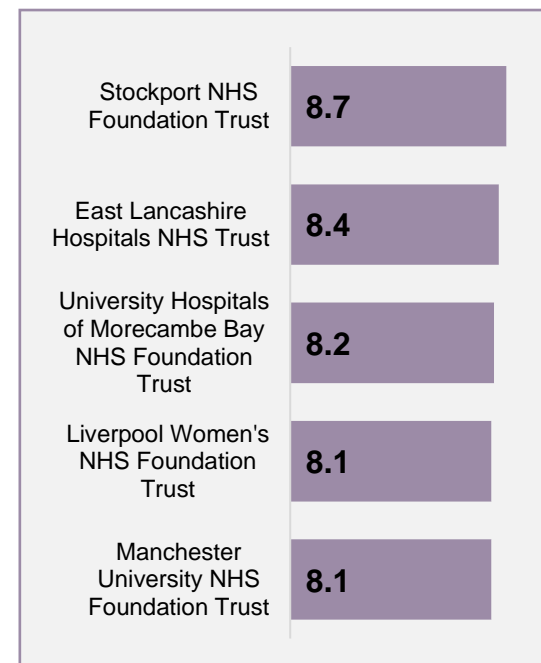 Stockport NHS
Foundation Trust
8.7
East Lancashire
Hospitals NHS Trust
8.4
University Hospitals
of Morecambe Bay
NHS Foundation
Trust
8.2
Liverpool Women's
NHS Foundation
Trust
8.1
Manchester
University NHS
Foundation Trust
8.1